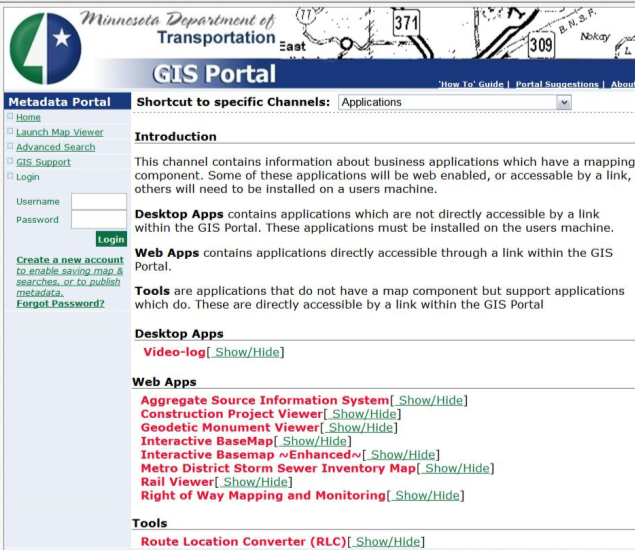 Minnesota Department of
Transportation
East
77
371
309
B.N.S.F.
Nokay
L
GIS Portal
'How To' Guide | Portal Suggestions | About
Metadata Portal
Home
Launch Map Viewer
Advanced Search
GIS Support
Login
Username
Password
Login
Create a new account
to enable saving map &
searches, or to publish
metadata.
Forgot Password?
Shortcut to specific Channels: Applications
Introduction
This channel contains information about business applications which have a mapping
component. Some of these applications will be web enabled, or accessable by a link,
others will need to be installed on a users machine.
Desktop Apps contains applications which are not directly accessible by a link
within the GIS Portal. These applications must be installed on the users machine.
Web Apps contains applications directly accessible through a link within the GIS
Portal.
Tools are applications that do not have a map component but support applications
which do. These are directly accessible by a link within the GIS Portal
Desktop Apps
Video-log[ Show/Hide]
Web Apps
Aggregate Source Information System[ Show/Hide]
Construction Project Viewer[ Show/Hide]
Geodetic Monument Viewer[ Show/Hide]
Interactive BaseMap[ Show/Hide]
Interactive Basemap ~Enhanced~[ Show/Hide]
Metro District Storm Sewer Inventory Map[ Show/Hide]
Rail Viewer[ Show/Hide]
Right of Way Mapping and Monitoring[ Show/Hide]
Tools
Route Location Converter (RLC)[ Show/Hide]